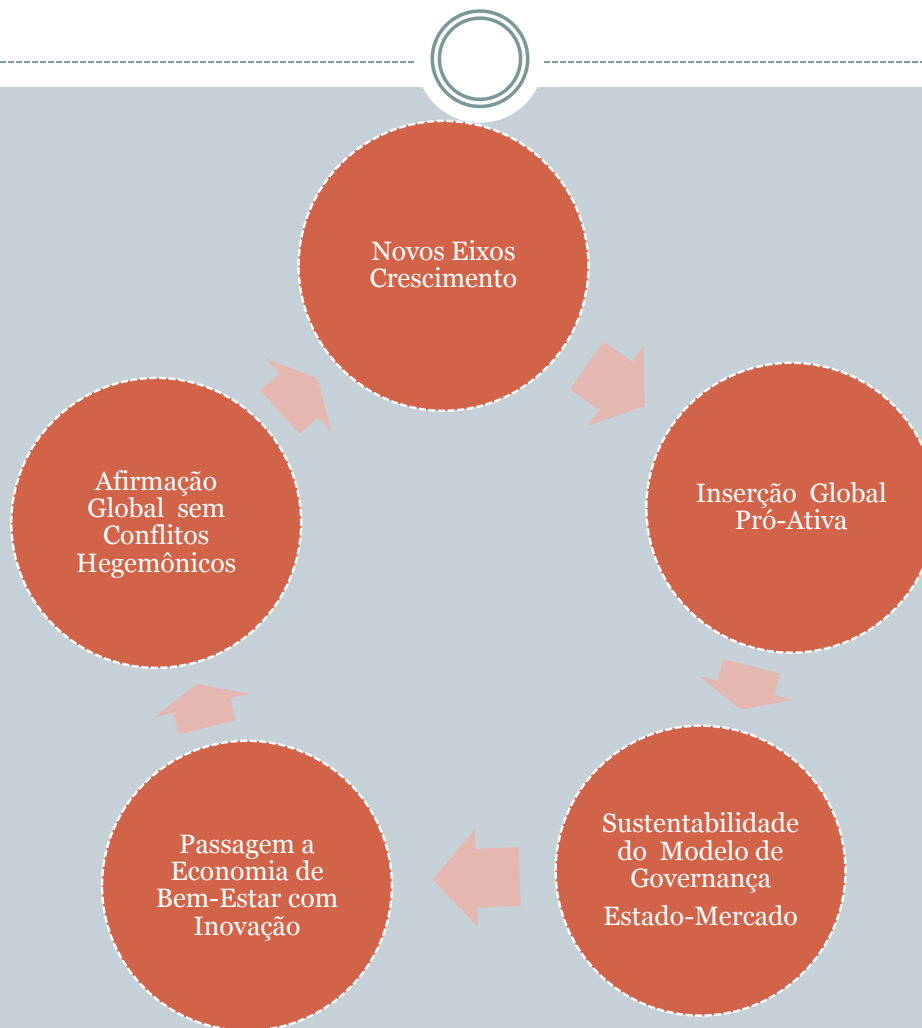 Novos Eixos
Crescimento
Inserção Global
Pró-Ativa
Sustentabilidade
do Modelo de
Governança
Estado-Mercado
Passagem a
Economia de
Bem-Estar com
Inovação
Afirmação
Global sem
Conflitos
Hegemônicos